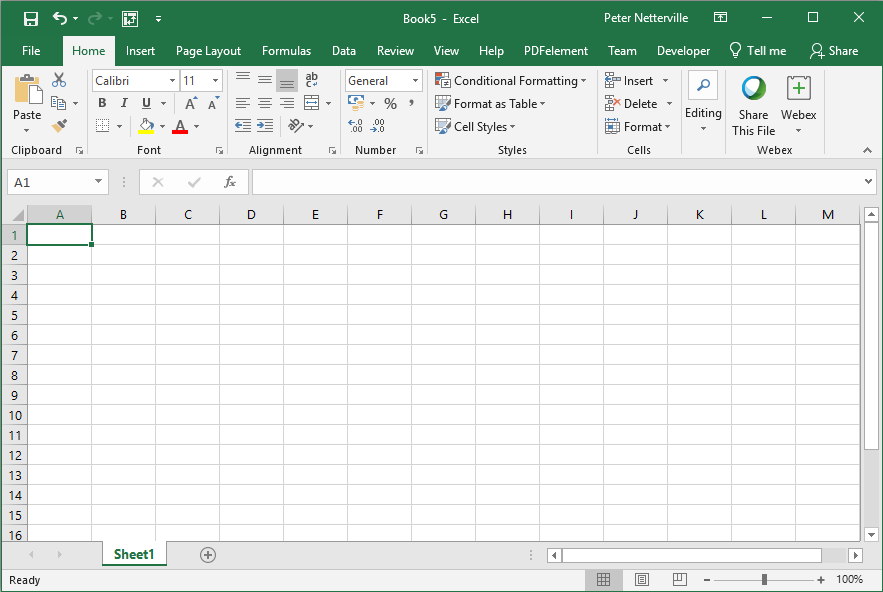 Book5 - Excel
Peter Netterville
File Home Insert Page Layout Formulas Data Review View Help PDFelement Team Developer Tell me Share
Calibri 11 ab c General Conditional Formatting Insert
Paste B I U A A % , Format as Table Delete Editing Share This File Webex
A .00 .00 Cell Styles Format
Clipboard Font Alignment Number Styles Cells Webex
A1 fx
A B C D E F G H I J K L M
1
2
3
4
5
6
7
8
9
10
11
12
13
14
15
16
Sheet1
Ready 100%